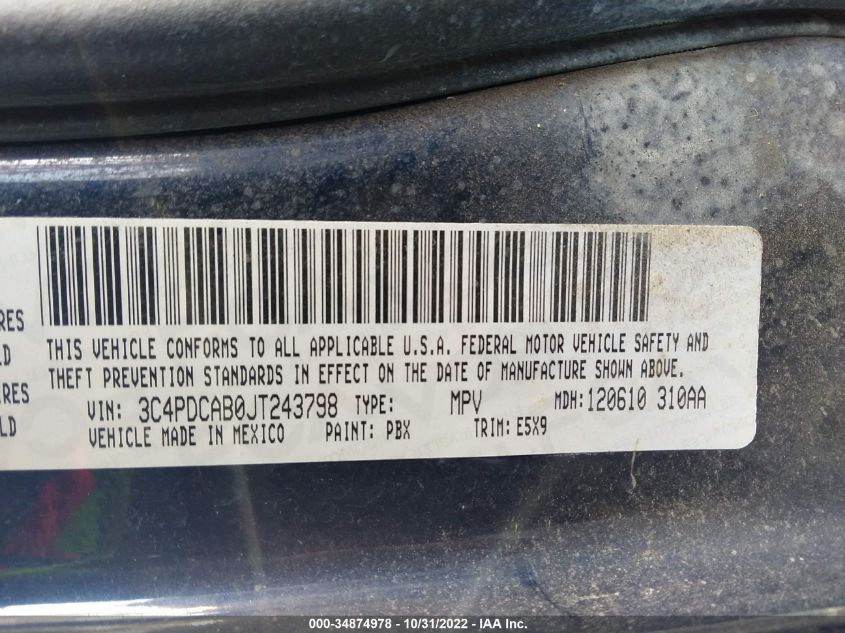 RES
LD
IRES
LD
THIS VEHICLE CONFORMS TO ALL APPLICABLE U.S.A. FEDERAL MOTOR VEHICLE SAFETY AND
THEFT PREVENTION STANDARDS IN EFFECT ON THE DATE OF MANUFACTURE SHOWN ABOVE.
VIN: 3C4PDCAB0JT243798 TYPE: MPV MDH:120610 310AA
VEHICLE MADE IN MEXICO PAINT: PBX TRIM: E5X9
000-34874978 - 10/31/2022 - IAA Inc.